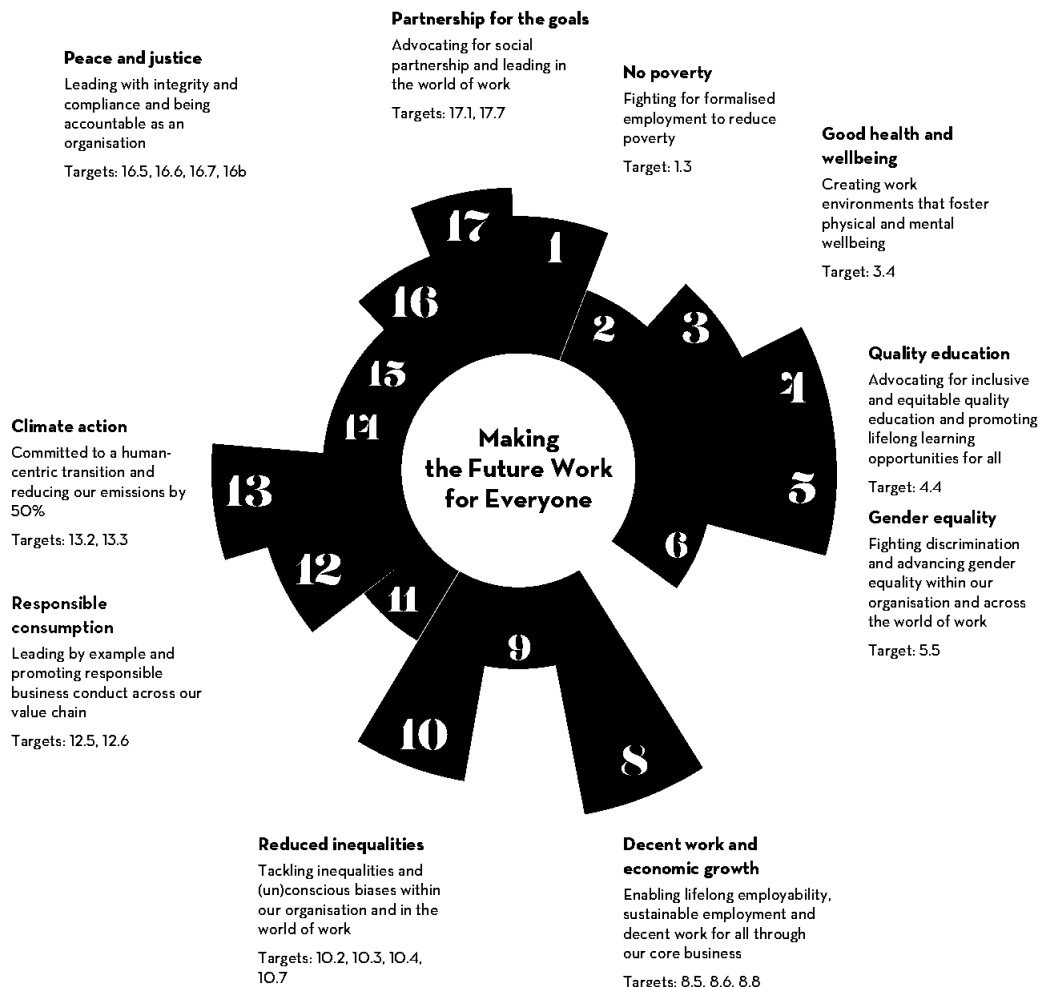 Partnership for the goals
Advocating for social
partnership and leading in
the world of work
Targets: 17.1, 17.7
Peace and justice
Leading with integrity and
compliance and being
accountable as an
organisation
Targets: 16.5, 16.6, 16.7, 16b
No poverty
Fighting for formalised
employment to reduce
poverty
Target: 1.3
Good health and
wellbeing
Creating work
environments that foster
physical and mental
wellbeing
Target: 3.4
Quality education
Advocating for inclusive
and equitable quality
education and promoting
lifelong learning
opportunities for all
Target: 4.4
Gender equality
Fighting discrimination
and advancing gender
equality within our
organisation and across
the world of work
Target: 5.5
Climate action
Committed to a human-
centric transition and
reducing our emissions by
50%
Targets: 13.2, 13.3
Responsible
consumption
Leading by example and
promoting responsible
business conduct across our
value chain
Targets: 12.5, 12.6
17
1
16
2
3
15
4
14
Making
the Future Work
for Everyone
13
5
12
6
11
9
10
8
Reduced inequalities
Tackling inequalities and
(un)conscious biases within
our organisation and in the
world of work
Targets: 10.2, 10.3, 10.4,
10.7
Decent work and
economic growth
Enabling lifelong employability,
sustainable employment and
decent work for all through
our core business
Targets: 8.5, 8.6, 8.8